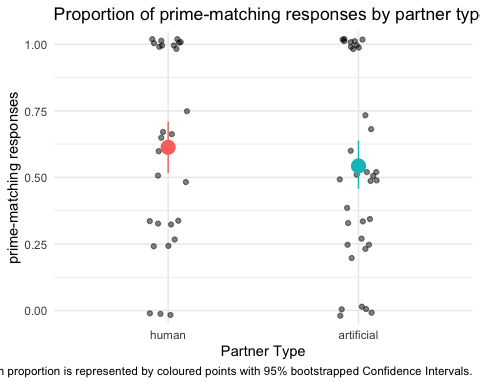 Proportion of prime-matching responses by partner
prime-matching responses
1.00
0.75
0.50
0.25
0.00
human artificial
Partner Type
proportion is represented by coloured points with 95% bootstrapped Confidence Intervals.